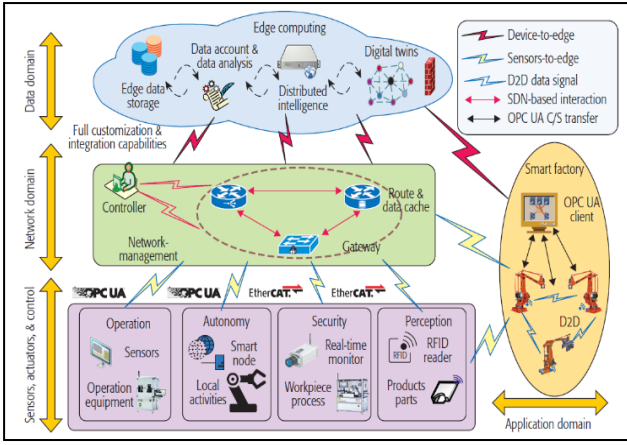 Data domain
Network domain
Sensors, actuators, & control
Edge computing
Data account &
data analysis
Digital twins
Edge data
storage
Distributed
intelligence
Full customization &
integration capabilities
Device-to-edge
Sensors-to-edge
D2D data signal
SDN-based interaction
OPC UA C/S transfer
Controller
Route &
data cache
Gateway
Network-
management
Smart factory
OPC UA
client
D2D
OPC UA
OPC UA
EtherCAT.
EtherCAT.
Operation
Sensors
Operation
equipment
Autonomy
Smart
node
Local
activities
Security
Real-time
monitor
Workpiece
process
Perception
RFID
RFID
reader
Products
parts
Application domain